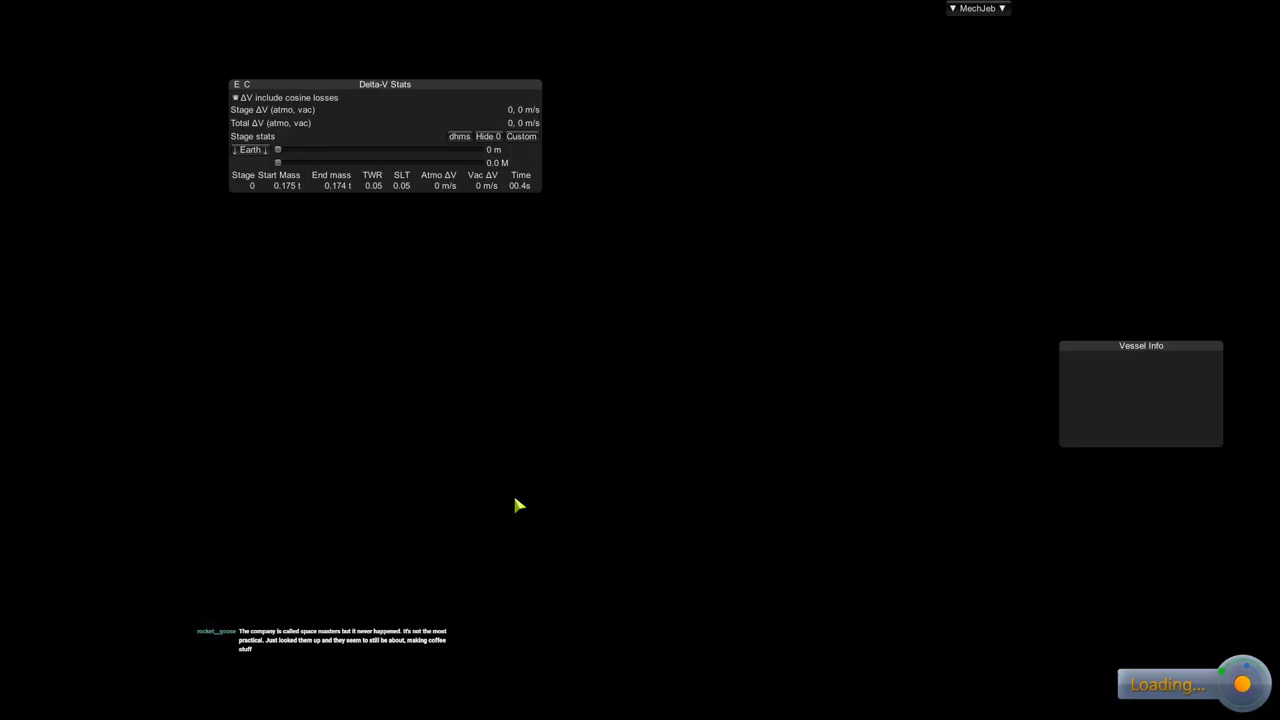 ▼ MechJeb ▼
E C Delta-V Stats
ΔV include cosine losses
Stage ΔV (atmo, vac) 0, 0 m/s
Total ΔV (atmo, vac) 0, 0 m/s
Stage stats dhms Hide 0 Custom
↓ Earth ↓ 0 m
0.0 M
Stage Start Mass End mass TWR SLT Atmo ΔV Vac ΔV Time
0 0.175 t 0.174 t 0.05 0.05 0 m/s 0 m/s 00.4s
Vessel Info
rocket__goose The company is called space roasters but it never happened. It's not the most
practical. Just looked them up and they seem to still be about, making coffee
stuff
Loading...